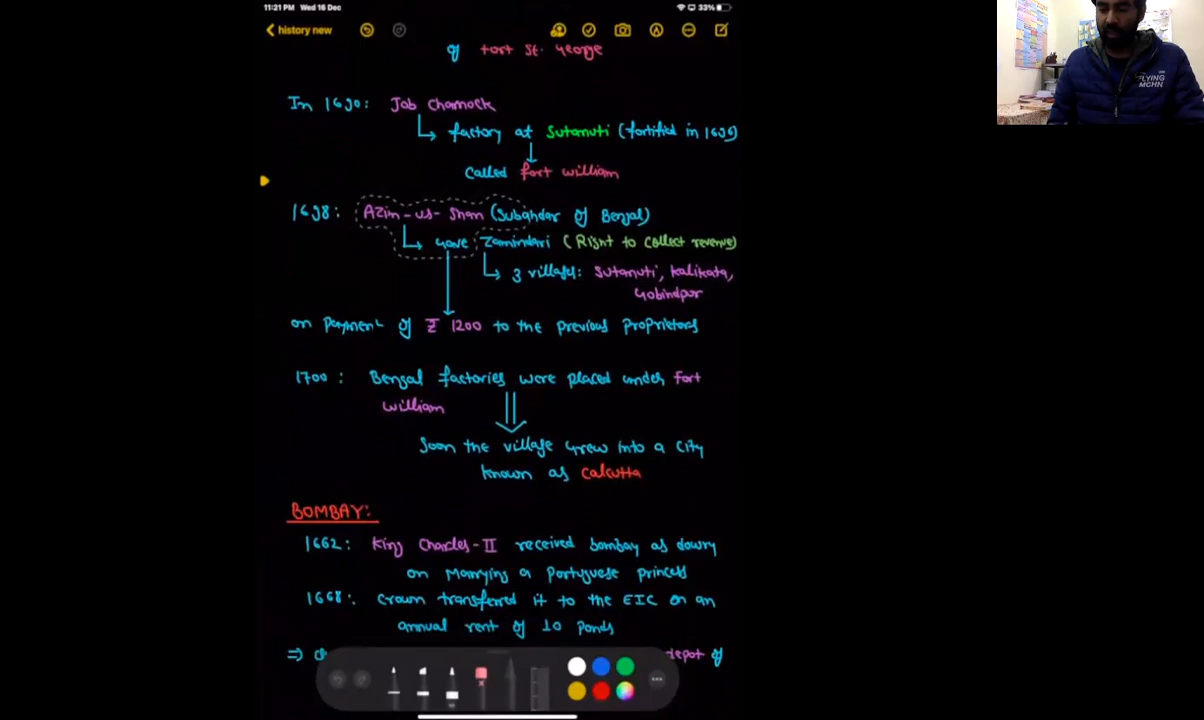 11:21 PM Wed 16 Dec
33%
history new
of fort St. George
In 1690: Job Charnock
factory at Sutanuti (fortified in 1696)
Called fort william
1698: Azim-us-Shan (Subahdar of Bengal)
gave Zamindari (Right to collect revenue)
3 villages: Sutanuti, Kalikata,
Gobindpur
on payment of ₹ 1200 to the previous proprietors
1700: Bengal factories were placed under fort
william
Soon the village grew into a city
known as Calcutta
BOMBAY:
1662: King Charles-II received bombay as dowry
on Marrying a Portuguese Princess
1668: Crown transferred it to the EIC on an
annual rent of 10 Ponds
depot of
FLYING
MCHN